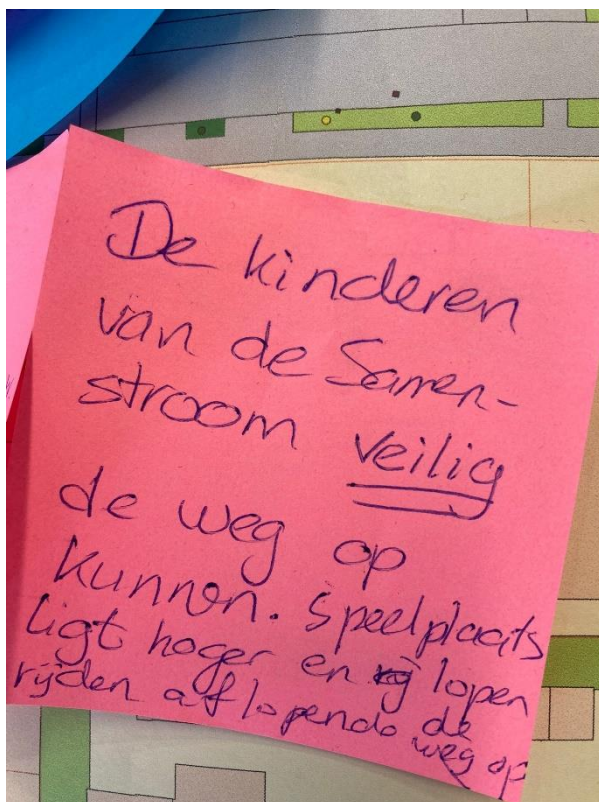 De kinderen
van de Samen-
stroom veilig
de weg op
kunnen. Speelplaats
ligt hoger en lopen
rijden aflopende de
weg op